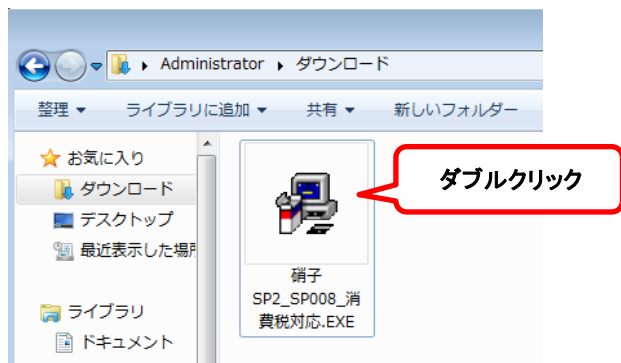 Administrator ▸ ダウンロード
整理 ▼ ライブラリに追加 ▼ 共有 ▼ 新しいフォルダー
お気に入り
ダウンロード
デスクトップ
最近表示した場所
ライブラリ
ドキュメント
硝子
SP2_SP008_消
費税対応.EXE
ダブルクリック